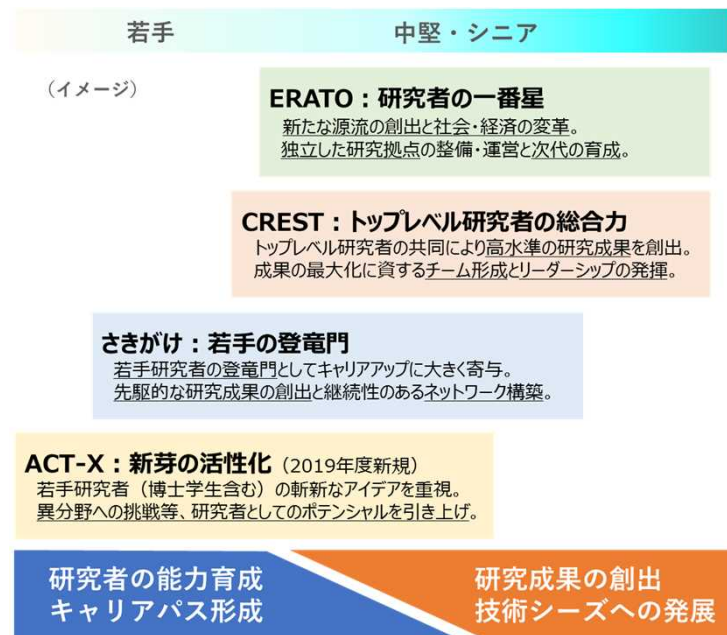 若手
中堅・シニア
（イメージ）
ERATO：研究者の一番星
新たな源流の創出と社会・経済の変革。
独立した研究拠点の整備・運営と次代の育成。
CREST：トップレベル研究者の総合力
トップレベル研究者の共同により高水準の研究成果を創出。
成果の最大化に資するチーム形成とリーダーシップの発揮。
さきがけ：若手の登竜門
若手研究者の登竜門としてキャリアアップに大きく寄与。
先駆的な研究成果の創出と継続性のあるネットワーク構築。
ACT-X：新芽の活性化（2019年度新規）
若手研究者（博士学生含む）の斬新なアイデアを重視。
異分野への挑戦等、研究者としてのポテンシャルを引き上げ。
研究者の能力育成
キャリアパス形成
研究成果の創出
技術シーズへの発展